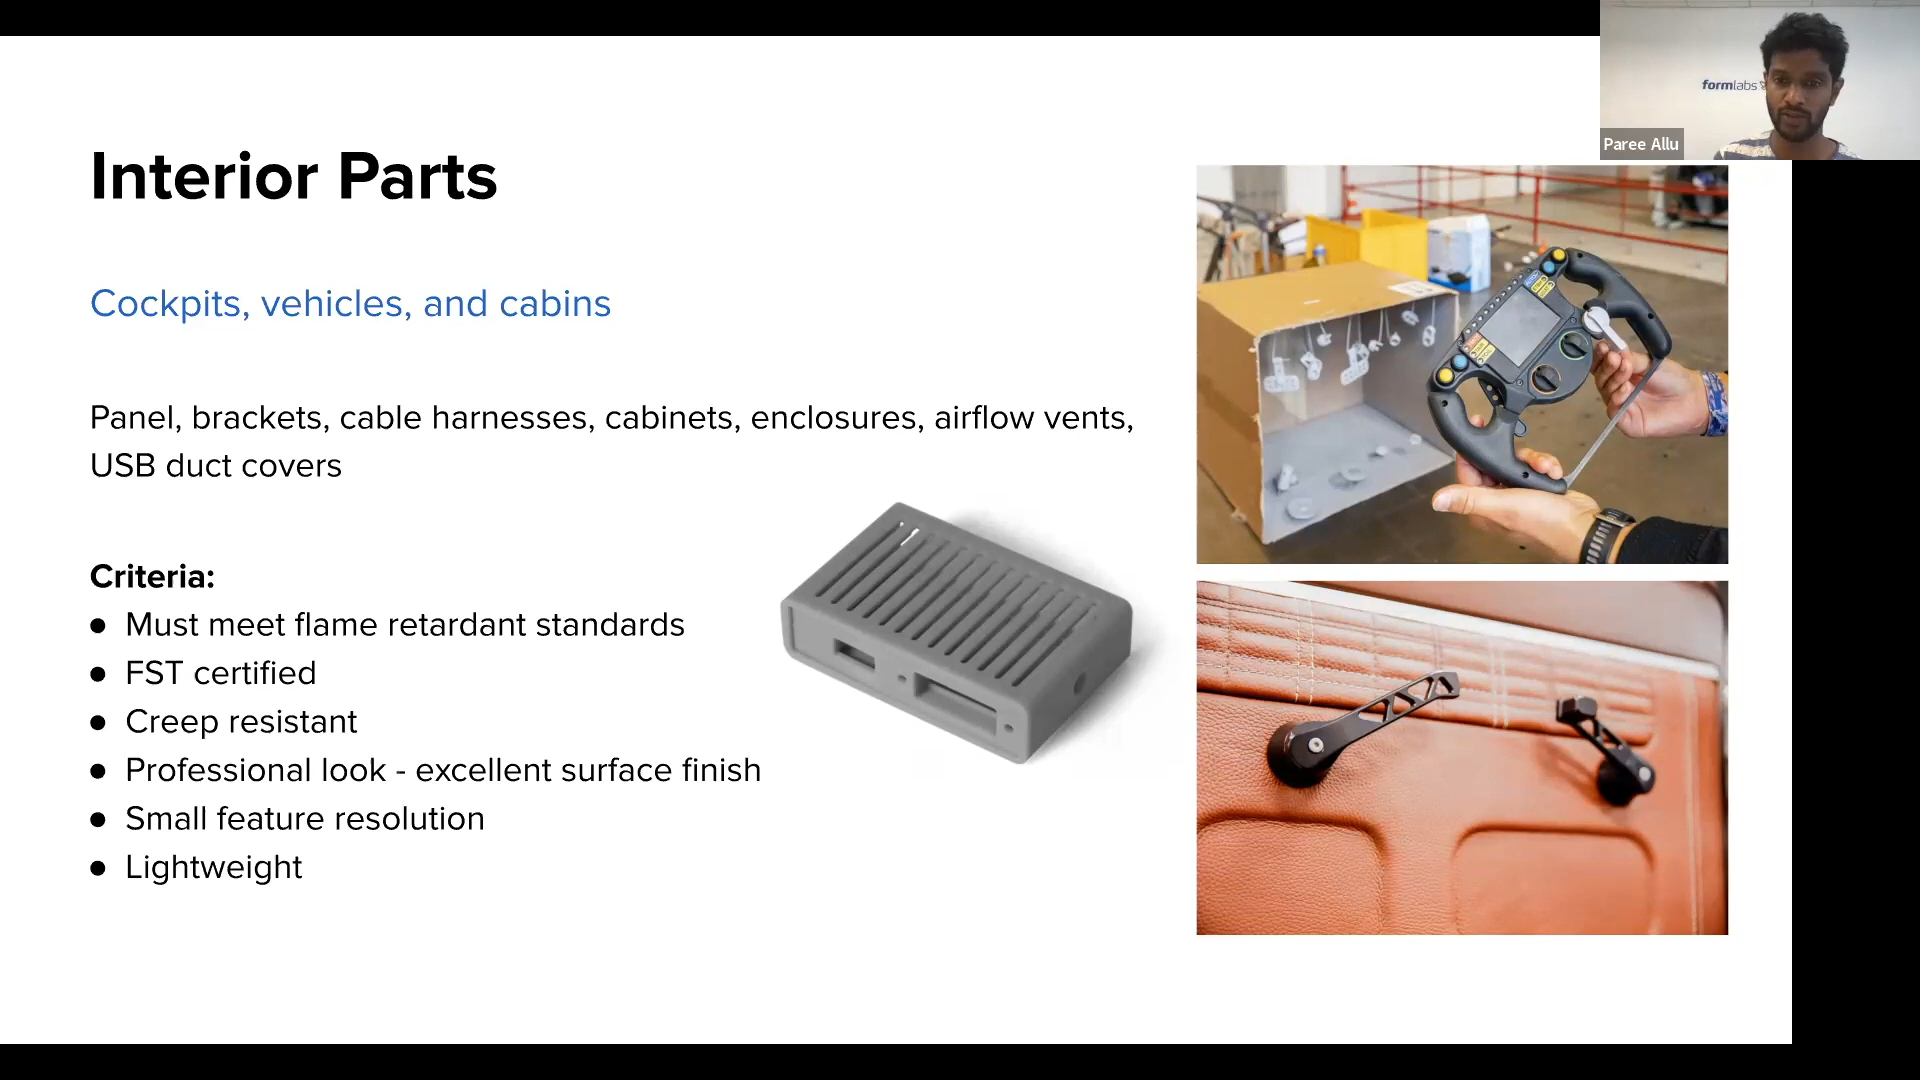 formlabs
Paree Allu
Interior Parts
Cockpits, vehicles, and cabins
Panel, brackets, cable harnesses, cabinets, enclosures, airflow vents,
USB duct covers
Criteria:
● Must meet flame retardant standards
● FST certified
● Creep resistant
● Professional look - excellent surface finish
● Small feature resolution
● Lightweight